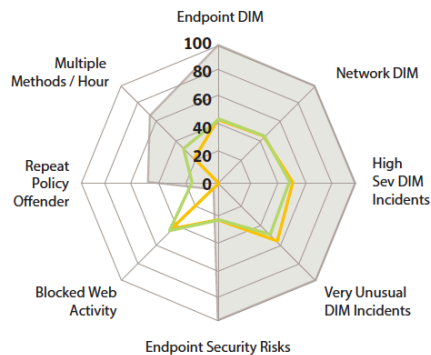 Endpoint DIM
100
80
60
40
20
0
Multiple
Methods / Hour
Network DIM
Repeat
Policy
Offender
High
Sev DIM
Incidents
Blocked Web
Activity
Very Unusual
DIM Incidents
Endpoint Security Risks